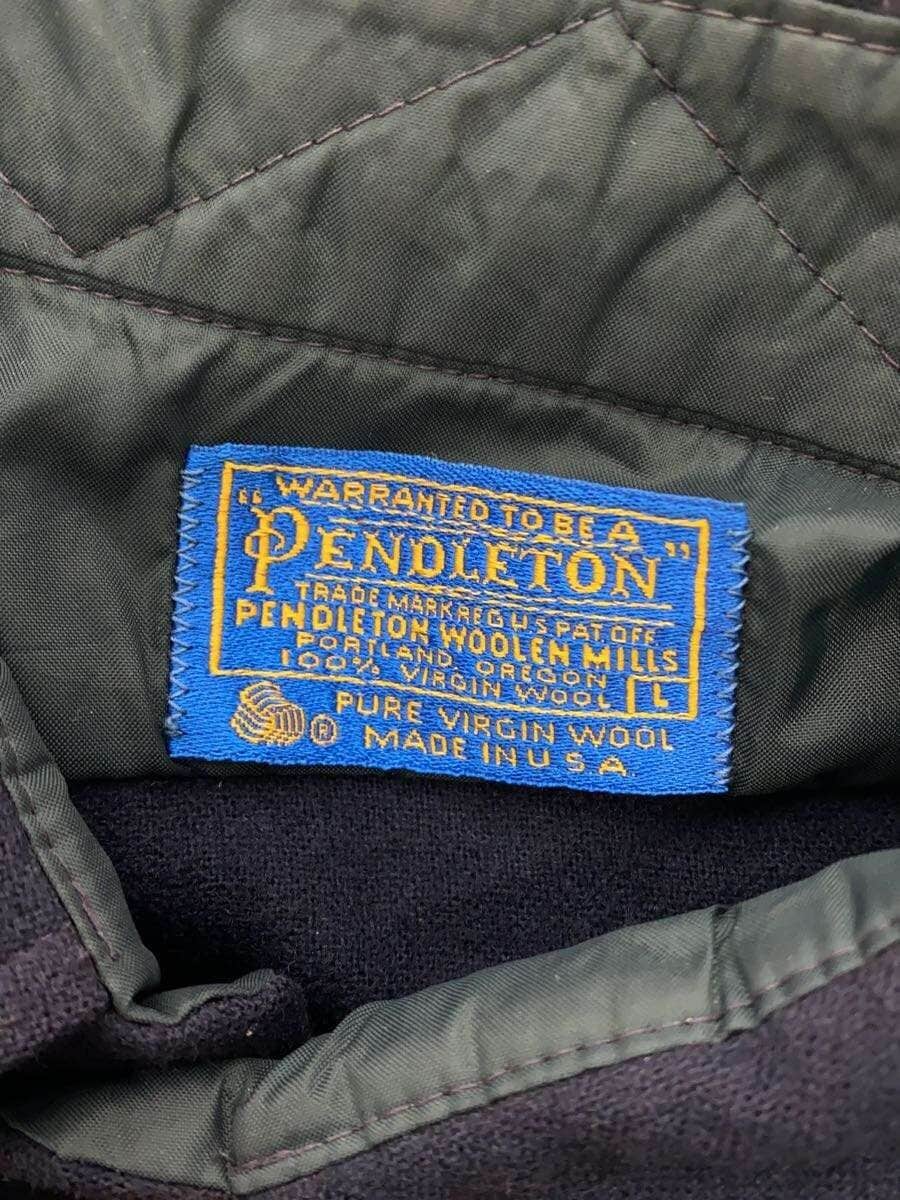 WARRANTED TO BE A
"PENDLETON"
TRADE MARK REG U.S. PAT. OFF.
PENDLETON WOOLEN MILLS
PORTLAND, OREGON
100% VIRGIN WOOL L
® PURE VIRGIN WOOL
MADE IN U S A